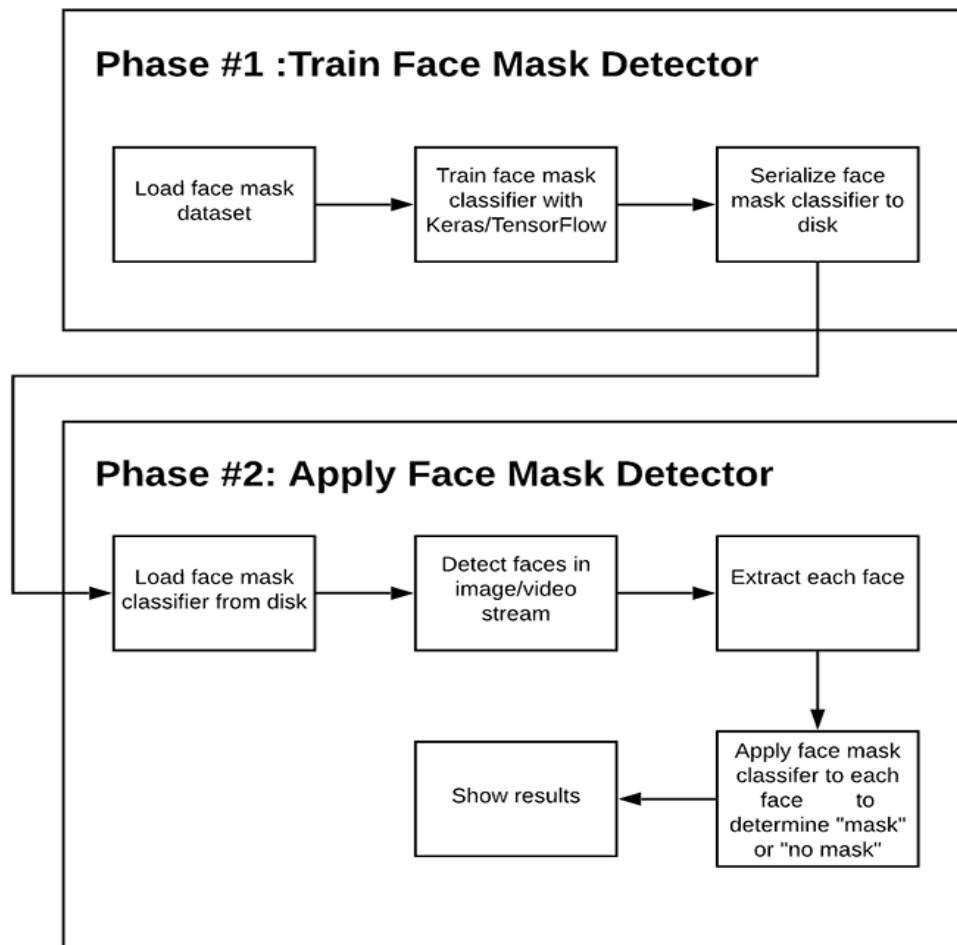 Phase #1 :Train Face Mask Detector
Load face mask
dataset
Train face mask
classifier with
Keras/TensorFlow
Serialize face
mask classifier to
disk
Phase #2: Apply Face Mask Detector
Load face mask
classifier from disk
Detect faces in
image/video
stream
Extract each face
Apply face mask
classifer to each
face to
determine "mask"
or "no mask"
Show results